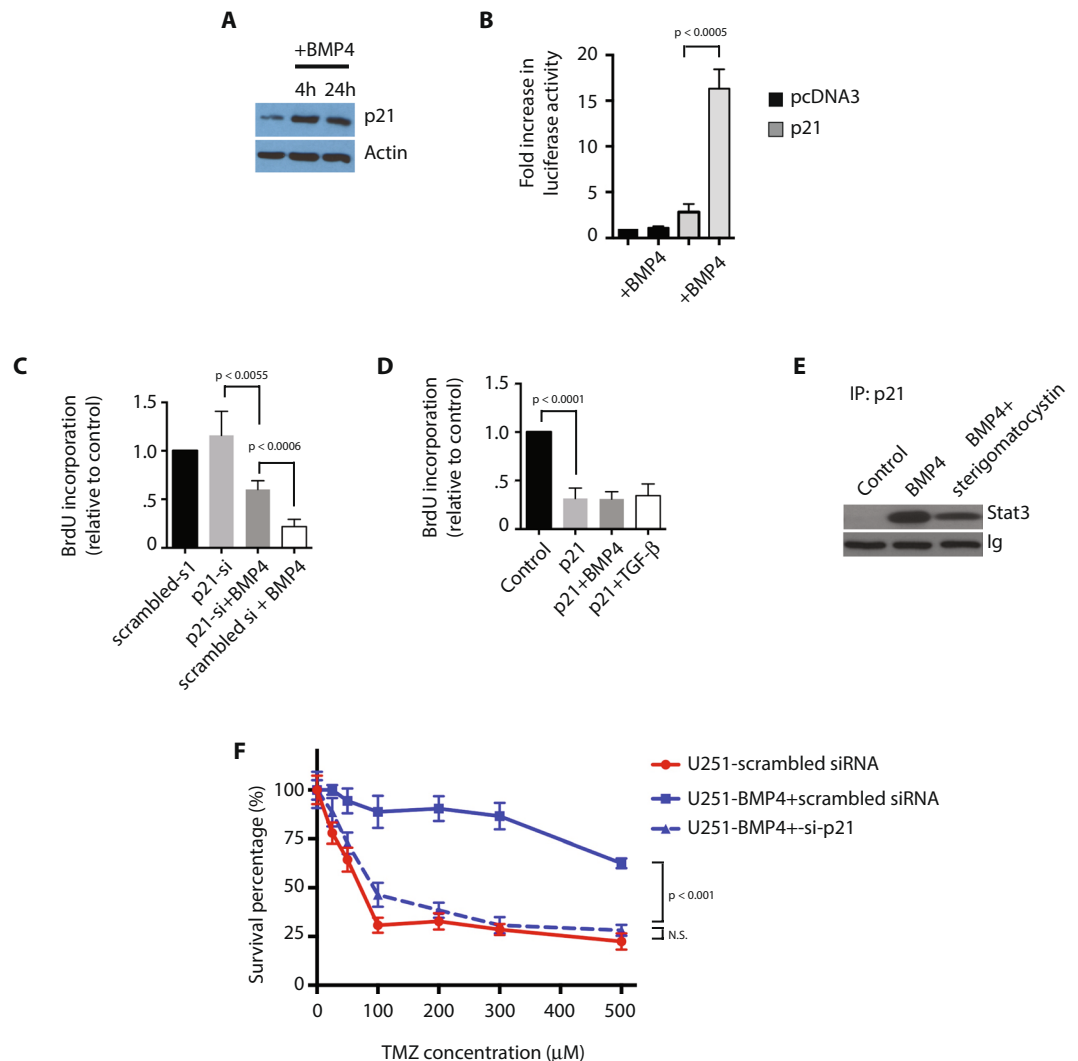 A
+BMP4
4h 24h
p21
Actin
B
p < 0.0005
Fold increase in
luciferase activity
20
15
10
5
0
+BMP4
+BMP4
pcDNA3
p21
C
p < 0.0055
p < 0.0006
BrdU incorporation
(relative to control)
1.5
1.0
.5
0
scrambled-s1
p21-si
p21-si+BMP4
scrambled si + BMP4
D
p < 0.0001
BrdU incorporation
(relative to control)
1.5
1.0
.5
0
Control
p21
p21+BMP4
p21+TGF-β
E
IP: p21
Control
BMP4
BMP4+
sterigomatocystin
Stat3
Ig
F
Survival percentage (%)
100
75
50
25
0
0 100 200 300 400 500
TMZ concentration (μM)
U251-scrambled siRNA
U251-BMP4+scrambled siRNA
U251-BMP4+-si-p21
p < 0.001
N.S.